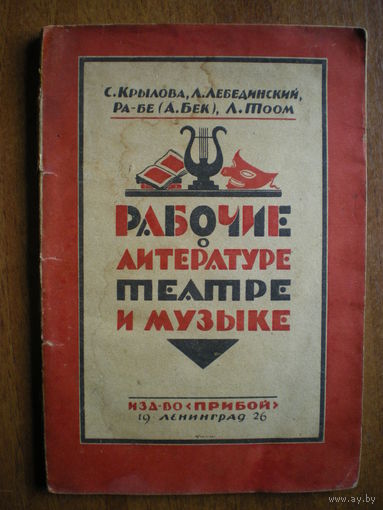 С. Крылова, Л. Лебединский,
Ра-бе (А. Бек), Л. Тоом
РАБОЧИЕ
О
ЛИТЕРАТУРЕ
ТЕАТРЕ
И МУЗЫКЕ
ИЗД-ВО «ПРИБОЙ»
19 ЛЕНИНГРАД 26
www.ay.by